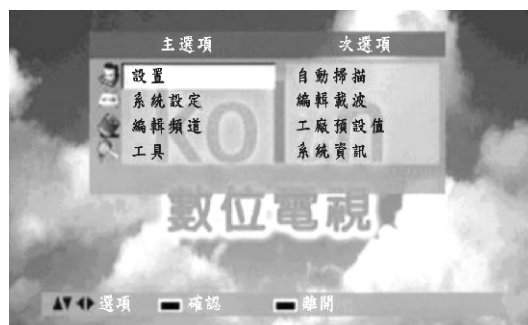 主選項 次選項
設置 自動掃描
系統設定 編輯載波
編輯頻道 工廠預設值
工具 系統資訊
數位電視
選項 確認 離開